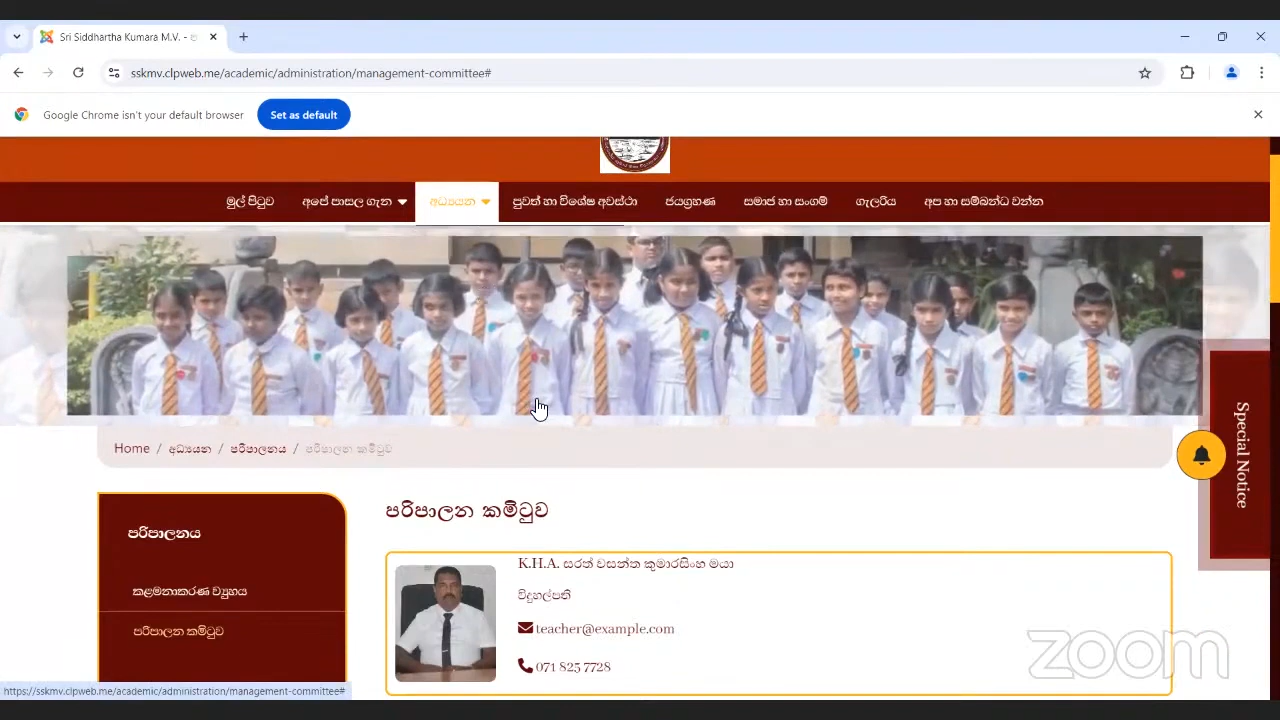 Sri Siddhartha Kumara M.V. - ප
sskmv.clpweb.me/academic/administration/management-committee#
Google Chrome isn't your default browser
Set as default
මුල් පිටුව අපේ පාසල ගැන අධ්‍යයන පුවත් හා විශේෂ අවස්ථා ජයග්‍රහණ සමාජ හා සංගම් ගැලරිය අප හා සම්බන්ධ වන්න
Home / අධ්‍යයන / පරිපාලනය / පරිපාලන කමිටුව
Special Notice
පරිපාලනය
කළමනාකරණ ව්‍යුහය
පරිපාලන කමිටුව
පරිපාලන කමිටුව
K.H.A. සරත් වසන්ත කුමාරසිංහ මයා
විදුහල්පති
teacher@example.com
071 825 7728
zoom
https://sskmv.clpweb.me/academic/administration/management-committee#